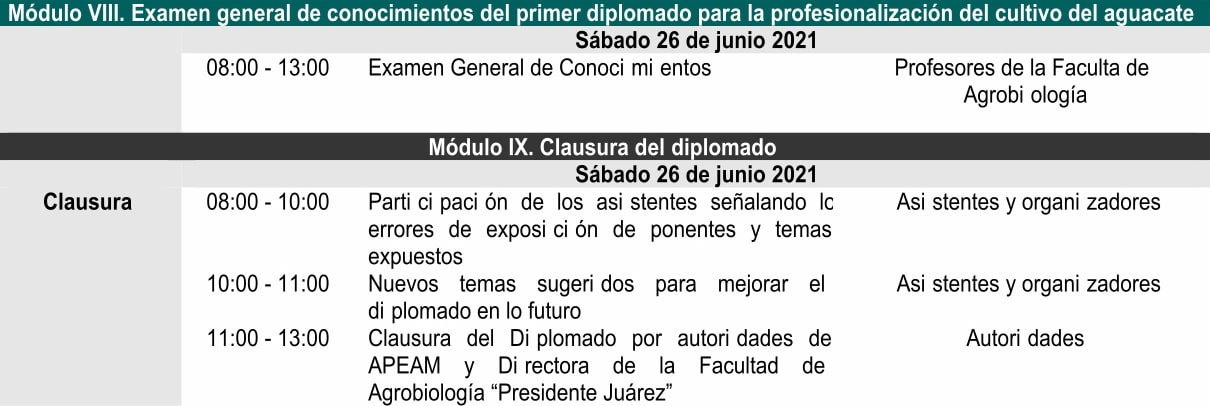 Módulo VIII. Examen general de conocimientos del primer diplomado para la profesionalización del cultivo del aguacate
Sábado 26 de junio 2021
08:00 - 13:00 Examen General de Conoci mi entos Profesores de la Faculta de
Agrobi ología
Módulo IX. Clausura del diplomado
Sábado 26 de junio 2021
Clausura 08:00 - 10:00 Parti ci paci ón de los asi stentes señalando lo Asi stentes y organi zadores
errores de exposi ci ón de ponentes y temas
expuestos
10:00 - 11:00 Nuevos temas sugeri dos para mejorar el Asi stentes y organi zadores
di plomado en lo futuro
11:00 - 13:00 Clausura del Di plomado por autori dades de Autori dades
APEAM y Di rectora de la Facultad de
Agrobiología “Presidente Juárez”